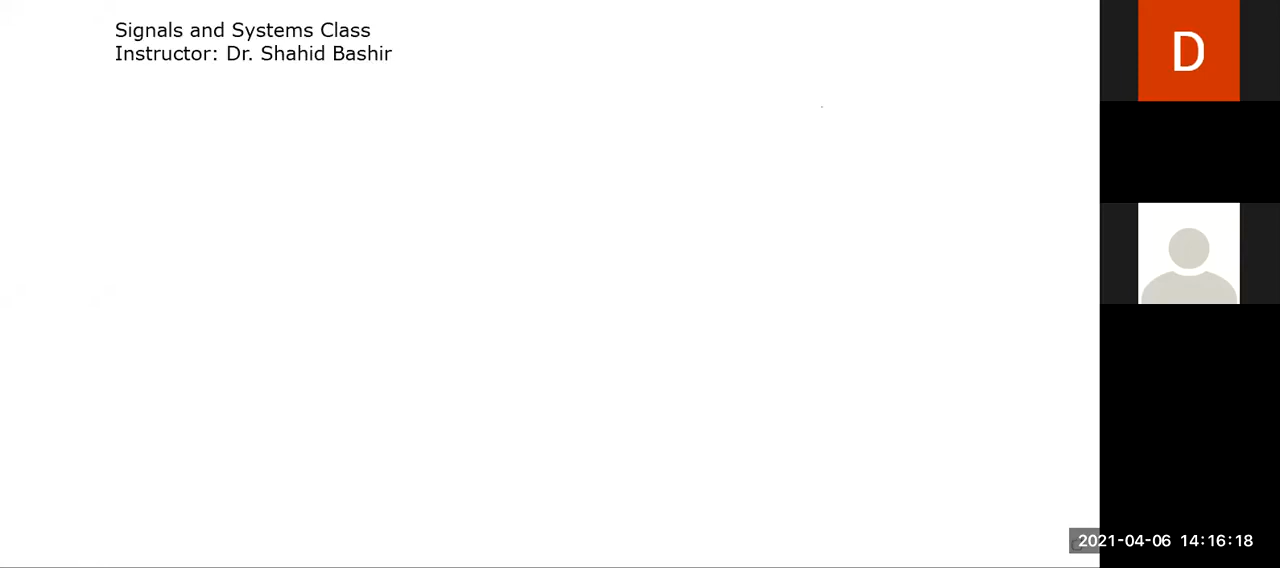 Signals and Systems Class
Instructor: Dr. Shahid Bashir
D
2021-04-06 14:16:18